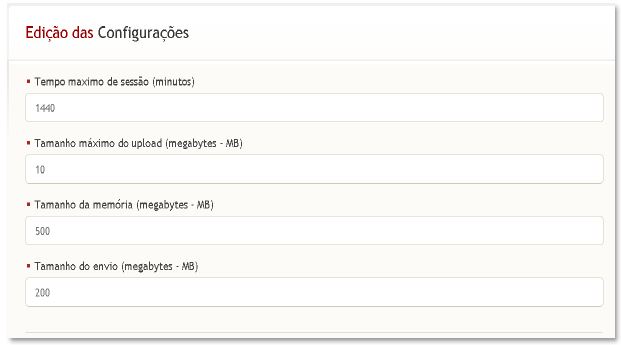 Edição das Configurações
Tempo maximo de sessão (minutos)
1440
Tamanho máximo do upload (megabytes - MB)
10
Tamanho da memória (megabytes - MB)
500
Tamanho do envio (megabytes - MB)
200